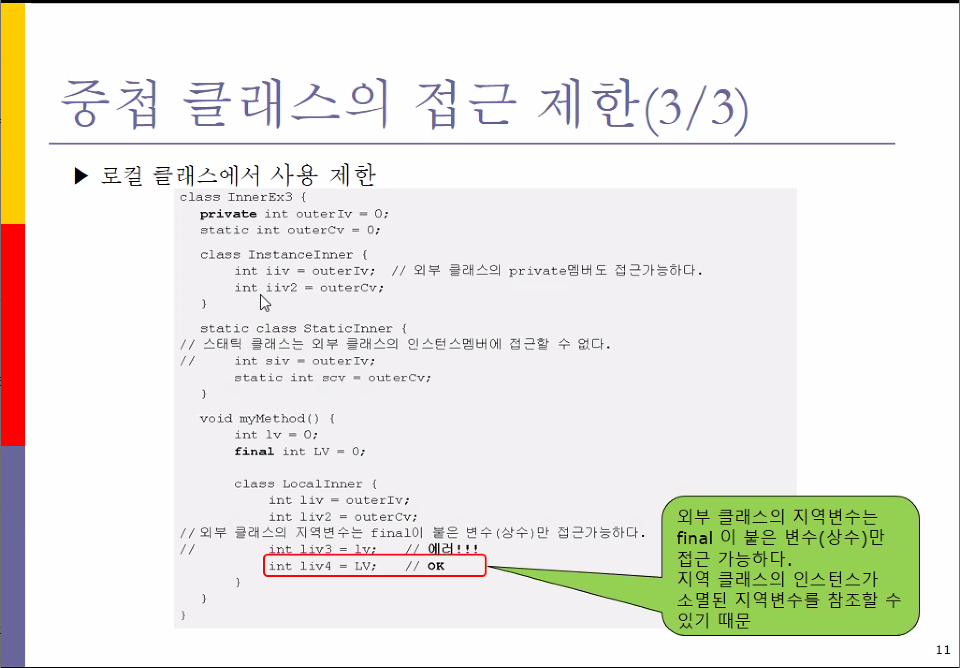 중첩 클래스의 접근 제한(3/3)
▶ 로컬 클래스에서 사용 제한
class InnerEx3 {
private int outerIv = 0;
static int outerCv = 0;
class InstanceInner {
int iiv = outerIv; // 외부 클래스의 private멤버도 접근가능하다.
int iiv2 = outerCv;
}
static class StaticInner {
// 스태틱 클래스는 외부 클래스의 인스턴스멤버에 접근할 수 없다.
// int siv = outerIv;
static int scv = outerCv;
}
void myMethod() {
int lv = 0;
final int LV = 0;
class LocalInner {
int liv = outerIv;
int liv2 = outerCv;
// 외부 클래스의 지역변수는 final이 붙은 변수(상수)만 접근가능하다.
// int liv3 = lv; // 에러!!!
int liv4 = LV; // OK
}
}
}
외부 클래스의 지역변수는
final 이 붙은 변수(상수)만
접근 가능하다.
지역 클래스의 인스턴스가
소멸된 지역변수를 참조할 수
있기 때문
11